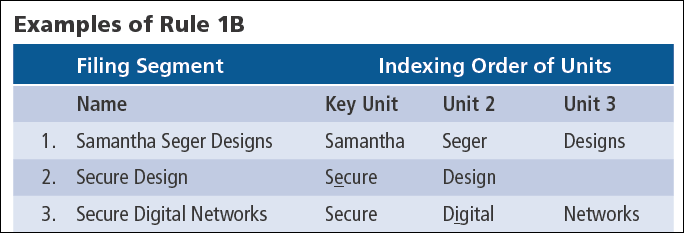 Examples of Rule 1B
Filing Segment Indexing Order of Units
Name Key Unit Unit 2 Unit 3
1. Samantha Seger Designs Samantha Seger Designs
2. Secure Design Secure Design
3. Secure Digital Networks Secure Digital Networks